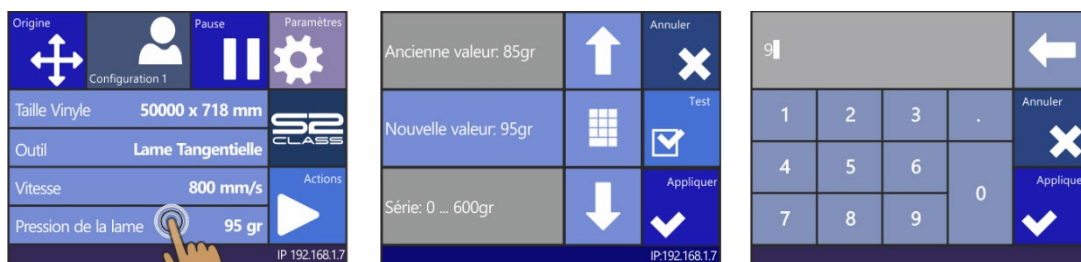 Origine
Configuration 1
Pause
Paramètres
Taille Vinyle 50000 x 718 mm
S2
CLASS
Outil Lame Tangentielle
Vitesse 800 mm/s
Actions
Pression de la lame 95 gr
IP 192.168.1.7
Ancienne valeur: 85gr
Annuler
Nouvelle valeur: 95gr
Test
Série: 0 ... 600gr
Appliquer
IP:192.168.1.7
9
Annuler
1 2 3 .
4 5 6
0
Applique
7 8 9